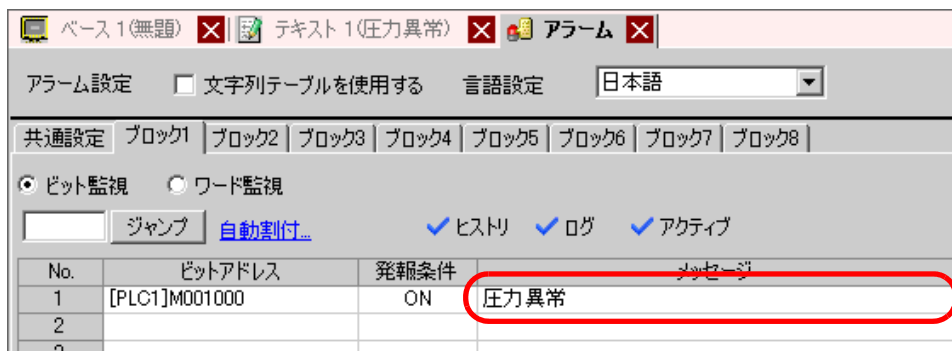 ベース 1(無題) テキスト 1(圧力異常) アラーム
アラーム設定 文字列テーブルを使用する 言語設定 日本語
共通設定 ブロック1 ブロック2 ブロック3 ブロック4 ブロック5 ブロック6 ブロック7 ブロック8
ビット監視 ワード監視
ジャンプ 自動割付... ヒストリ ログ アクティブ
No. ビットアドレス 発報条件 メッセージ
1 [PLC1]M001000 ON 圧力異常
2